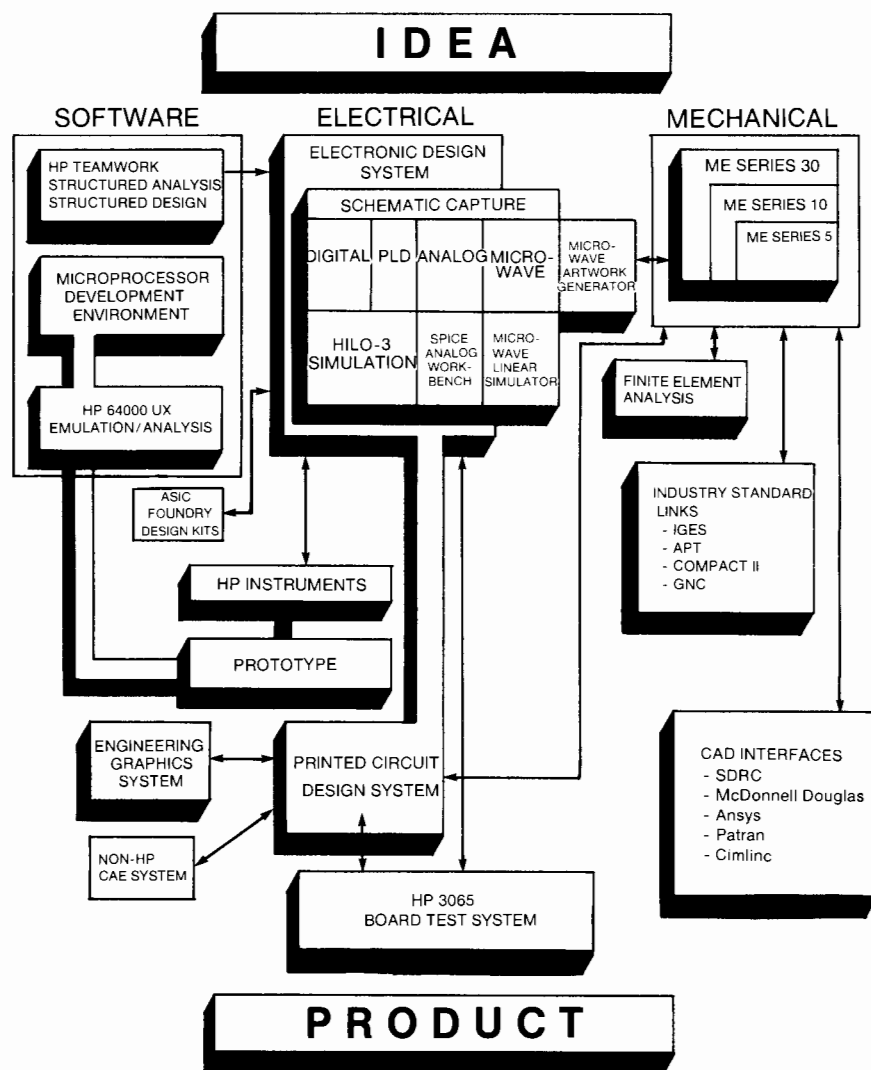 IDEA
SOFTWARE
HP TEAMWORK
STRUCTURED ANALYSIS
STRUCTURED DESIGN
MICROPROCESSOR
DEVELOPMENT
ENVIRONMENT
HP 64000 UX
EMULATION/ANALYSIS
ELECTRICAL
ELECTRONIC DESIGN
SYSTEM
SCHEMATIC CAPTURE
DIGITAL
PLD
ANALOG
MICRO-
WAVE
MICRO-
WAVE
ARTWORK
GENERATOR
HILO-3
SIMULATION
SPICE
ANALOG
WORK-
BENCH
MICRO-
WAVE
LINEAR
SIMULATOR
MECHANICAL
ME SERIES 30
ME SERIES 10
ME SERIES 5
FINITE ELEMENT
ANALYSIS
ASIC
FOUNDRY
DESIGN KITS
INDUSTRY STANDARD
LINKS
- IGES
- APT
- COMPACT II
- GNC
HP INSTRUMENTS
PROTOTYPE
ENGINEERING
GRAPHICS
SYSTEM
PRINTED CIRCUIT
DESIGN SYSTEM
CAD INTERFACES
- SDRC
- McDonnell Douglas
- Ansys
- Patran
- Cimlinc
NON-HP
CAE SYSTEM
HP 3065
BOARD TEST SYSTEM
PRODUCT